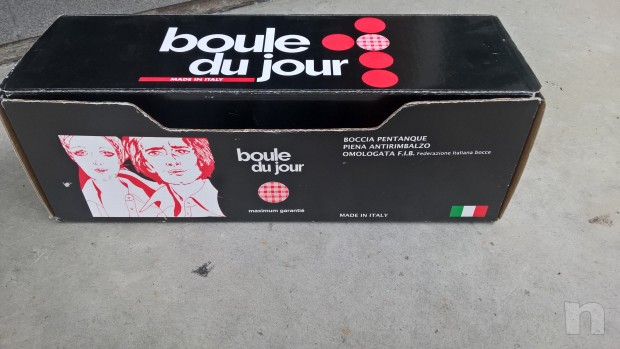 boule
du jour
MADE IN ITALY
boule
du jour
maximum garantié
BOCCIA PENTANQUE
PIENA ANTIRIMBALZO
OMOLOGATA F.I.B. Federazione Italiana bocce
MADE IN ITALY
n